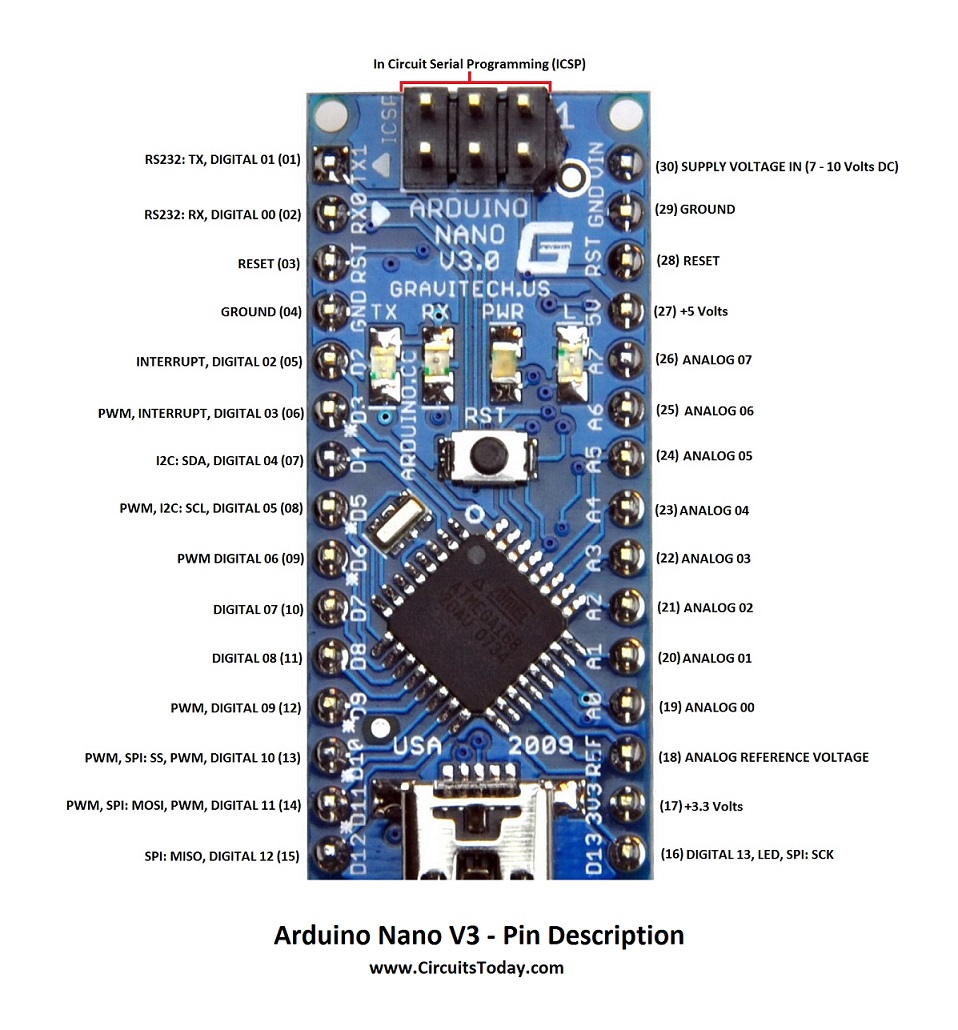 In Circuit Serial Programming (ICSP)
RS232: TX, DIGITAL 01 (01)
RS232: RX, DIGITAL 00 (02)
RESET (03)
GROUND (04)
INTERRUPT, DIGITAL 02 (05)
PWM, INTERRUPT, DIGITAL 03 (06)
I2C: SDA, DIGITAL 04 (07)
PWM, I2C: SCL, DIGITAL 05 (08)
PWM DIGITAL 06 (09)
DIGITAL 07 (10)
DIGITAL 08 (11)
PWM, DIGITAL 09 (12)
PWM, SPI: SS, PWM, DIGITAL 10 (13)
PWM, SPI: MOSI, PWM, DIGITAL 11 (14)
SPI: MISO, DIGITAL 12 (15)
ICSP
1
TX1
RX0
RST
GND
D2
*D3
D4
*D5
*D6
D7
D8
*D9
*D10
*D11
D12
ARDUINO
NANO
V3.0
G
GRAVITECH.US
TX RX PWR L
ARDUINO.CC
RST
ATMEL
ATMEGA168
20AU 0734
USA 2009
VIN
GND
RST
5V
A7
A6
A5
A4
A3
A2
A1
A0
REF
3V3
D13
(30) SUPPLY VOLTAGE IN (7 - 10 Volts DC)
(29) GROUND
(28) RESET
(27) +5 Volts
(26) ANALOG 07
(25) ANALOG 06
(24) ANALOG 05
(23) ANALOG 04
(22) ANALOG 03
(21) ANALOG 02
(20) ANALOG 01
(19) ANALOG 00
(18) ANALOG REFERENCE VOLTAGE
(17) +3.3 Volts
(16) DIGITAL 13, LED, SPI: SCK
Arduino Nano V3 - Pin Description
www.CircuitsToday.com